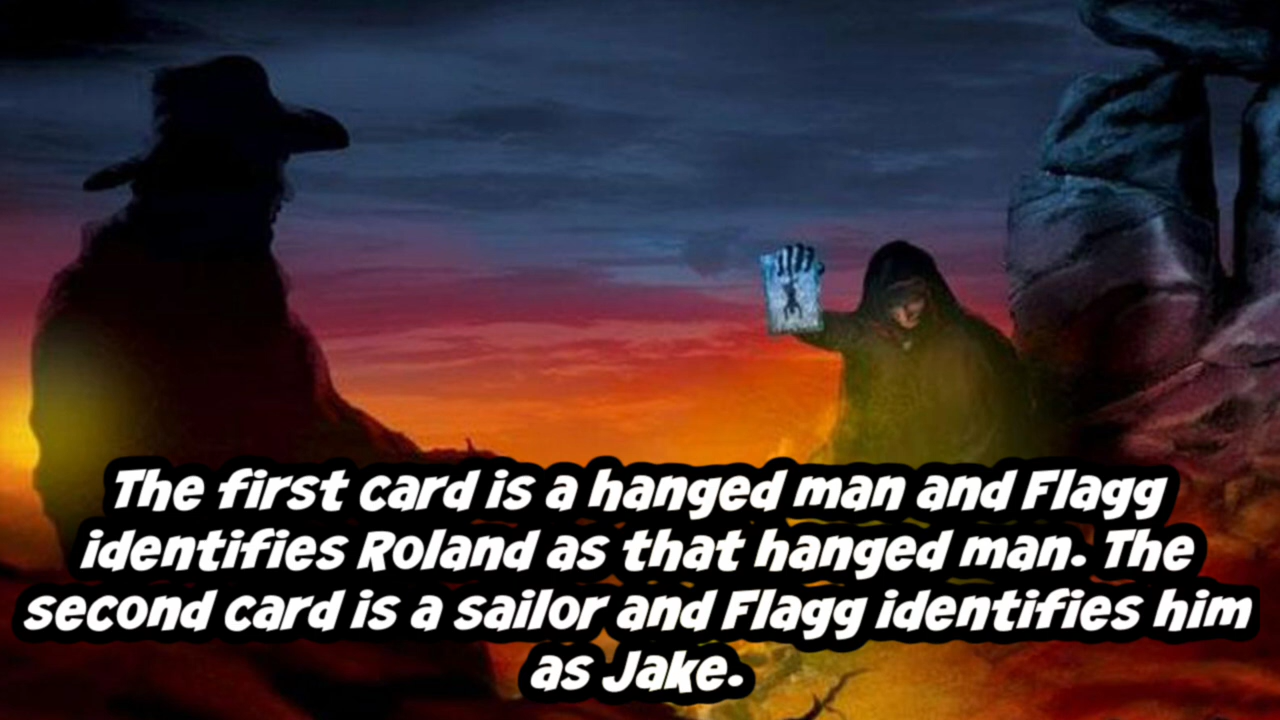 The first card is a hanged man and Flagg
identifies Roland as that hanged man. The
second card is a sailor and Flagg identifies him
as Jake.